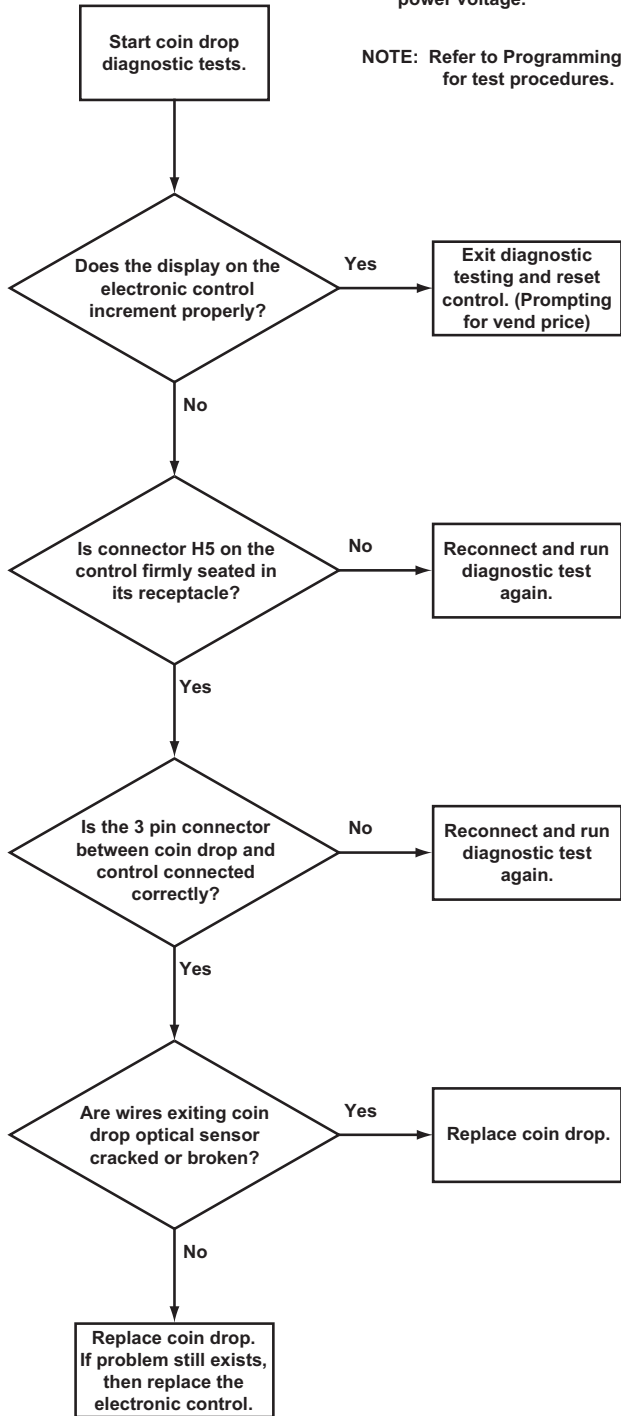 power voltage.
Start coin drop
diagnostic tests.
NOTE: Refer to Programming
for test procedures.
Does the display on the
electronic control
increment properly?
Yes
Exit diagnostic
testing and reset
control. (Prompting
for vend price)
No
Is connector H5 on the
control firmly seated in
its receptacle?
No
Reconnect and run
diagnostic test
again.
Yes
Is the 3 pin connector
between coin drop and
control connected
correctly?
No
Reconnect and run
diagnostic test
again.
Yes
Are wires exiting coin
drop optical sensor
cracked or broken?
Yes
Replace coin drop.
No
Replace coin drop.
If problem still exists,
then replace the
electronic control.